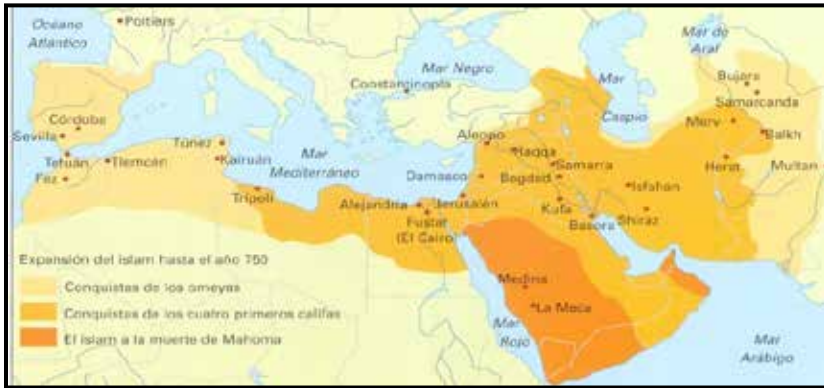 Océano
Atlántico
Poitiers
Mar de
Aral
Mar Negro
Constantinopla
Mar
Caspio
Bujara
Samarcanda
Merv
Balkh
Herat
Multan
Córdoba
Sevilla
Tetuán
Fez
Tlemcán
Túnez
Kairuán
Mar
Mediterráneo
Trípoli
Alepo
Raqqa
Samarra
Damasco
Bagdad
Isfahán
Alejandría
Jerusalén
Kufa
Basora
Shiraz
Fustat
(El Cairo)
Expansión del islam hasta el año 750
Conquistas de los omeyas
Conquistas de los cuatro primeros califas
El islam a la muerte de Mahoma
Medina
La Meca
Mar
Rojo
Mar
Arábigo